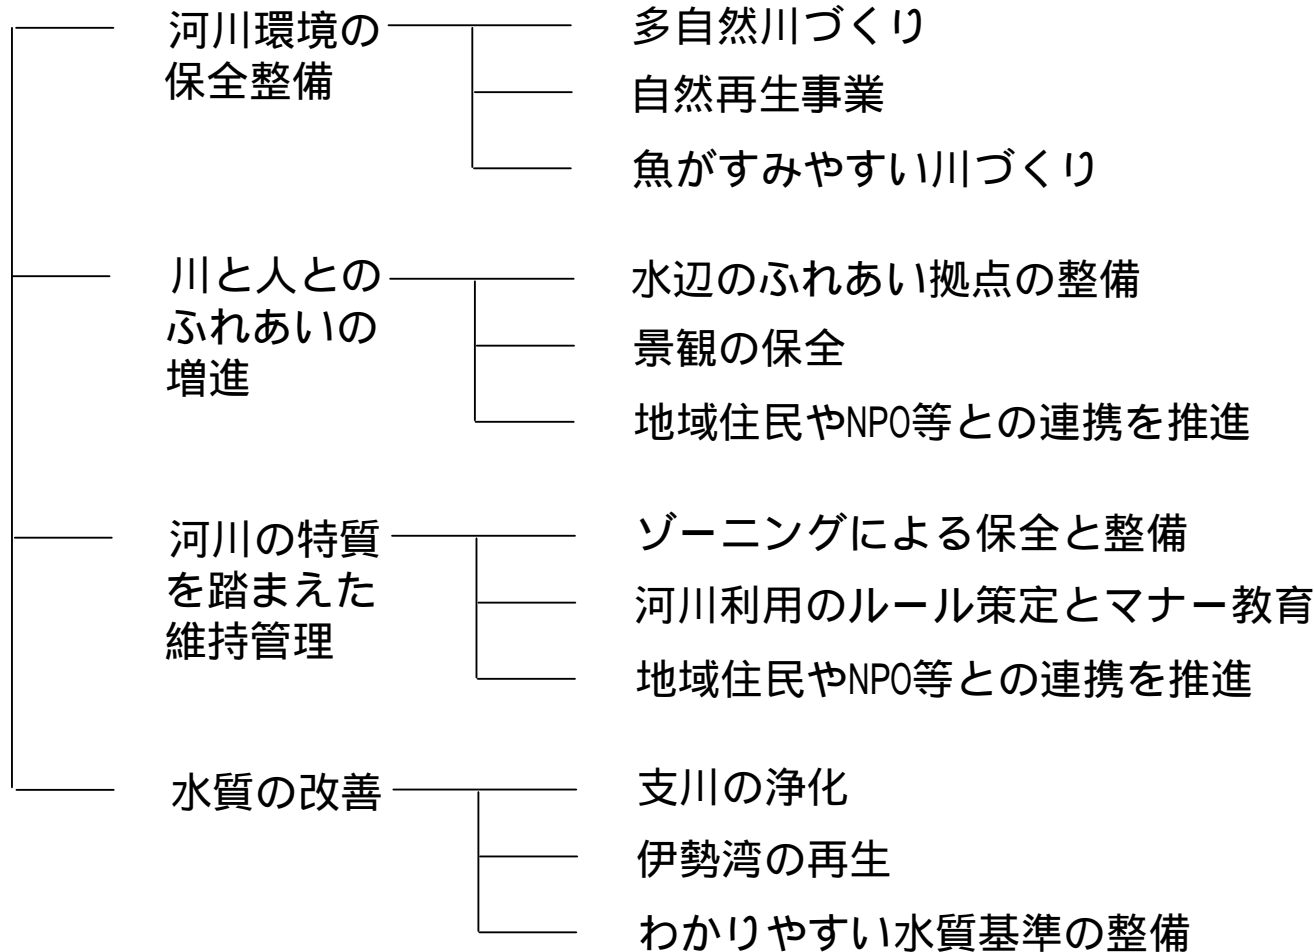 河川環境の
保全整備
多自然川づくり
自然再生事業
魚がすみやすい川づくり
川と人との
ふれあいの
増進
水辺のふれあい拠点の整備
景観の保全
地域住民やNPO等との連携を推進
河川の特質
を踏まえた
維持管理
ゾーニングによる保全と整備
河川利用のルール策定とマナー教育
地域住民やNPO等との連携を推進
水質の改善
支川の浄化
伊勢湾の再生
わかりやすい水質基準の整備